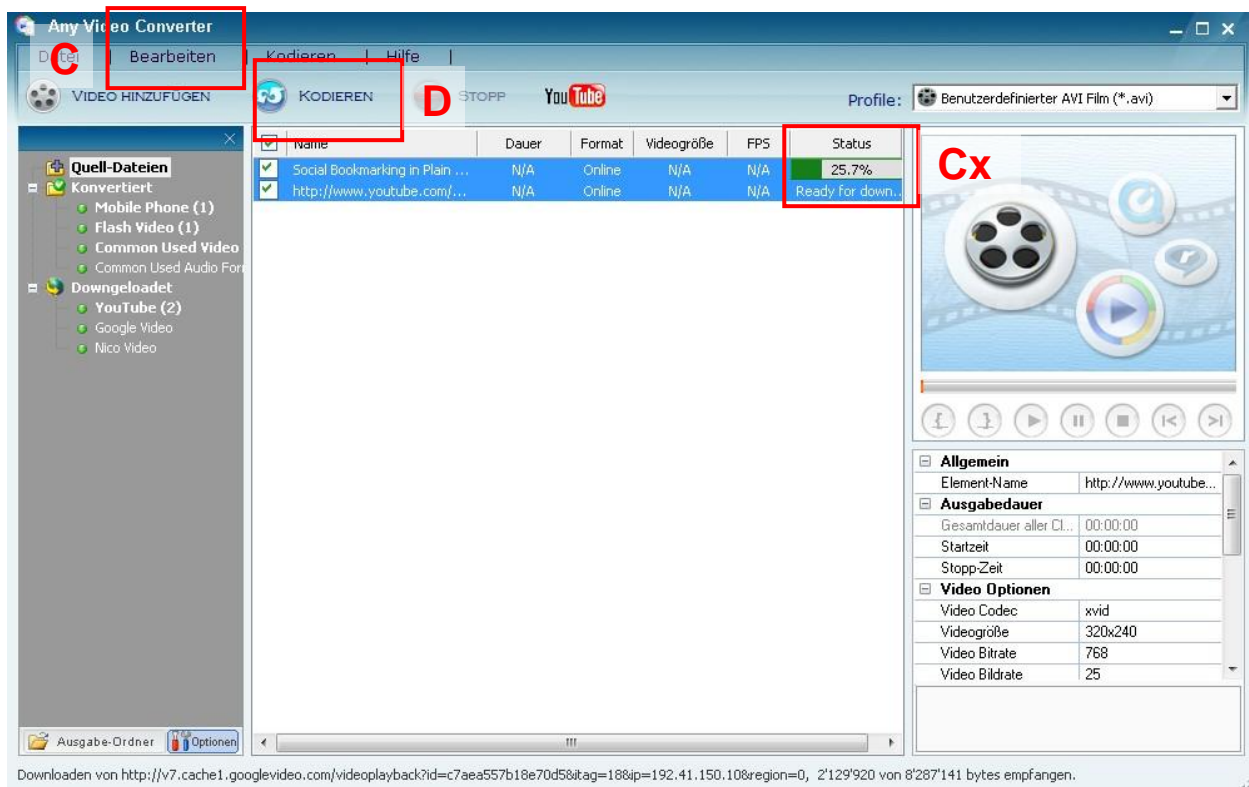 Any Video Converter
C
Datei | Bearbeiten | Kodieren | Hilfe |
VIDEO HINZUFÜGEN KODIEREN D STOPP YouTube Profile: Benutzerdefinierter AVI Film (*.avi)
Name Dauer Format Videogröße FPS Status
Social Bookmarking in Plain ... N/A Online N/A N/A 25.7%
http://www.youtube.com/... N/A Online N/A N/A Ready for down...
Cx
Quell-Dateien
Konvertiert
Mobile Phone (1)
Flash Video (1)
Common Used Video
Common Used Audio For
Downgeloadet
YouTube (2)
Google Video
Nico Video
Allgemein
Element-Name http://www.youtube...
Ausgabedauer
Gesamtdauer aller Cl... 00:00:00
Startzeit 00:00:00
Stopp-Zeit 00:00:00
Video Optionen
Video Codec xvid
Videogröße 320x240
Video Bitrate 768
Video Bildrate 25
Ausgabe-Ordner Optionen
Downloaden von http://v7.cache1.googlevideo.com/videoplayback?id=c7aea557b18e70d5&itag=18&ip=192.41.150.10&region=0, 2'129'920 von 8'287'141 bytes empfangen.